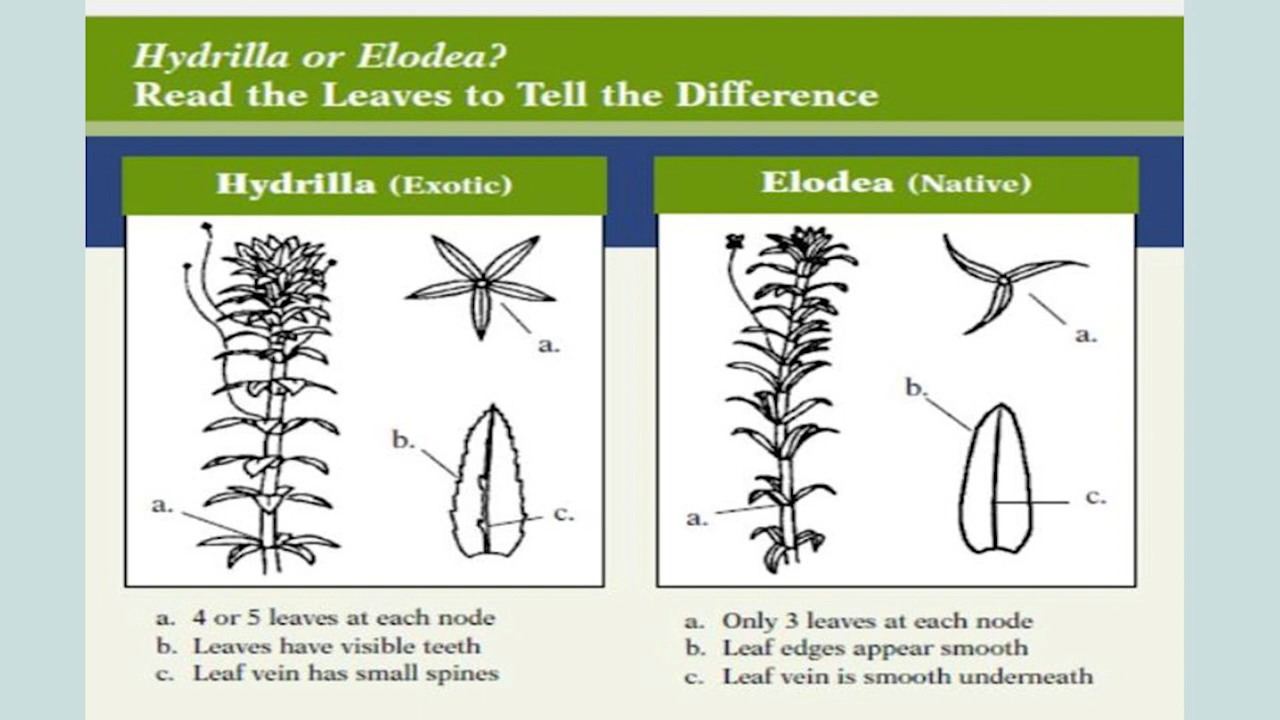 Hydrilla or Elodea?
Read the Leaves to Tell the Difference
Hydrilla (Exotic)
a.
b.
a.
c.
a. 4 or 5 leaves at each node
b. Leaves have visible teeth
c. Leaf vein has small spines
Elodea (Native)
a.
b.
c.
a.
a. Only 3 leaves at each node
b. Leaf edges appear smooth
c. Leaf vein is smooth underneath